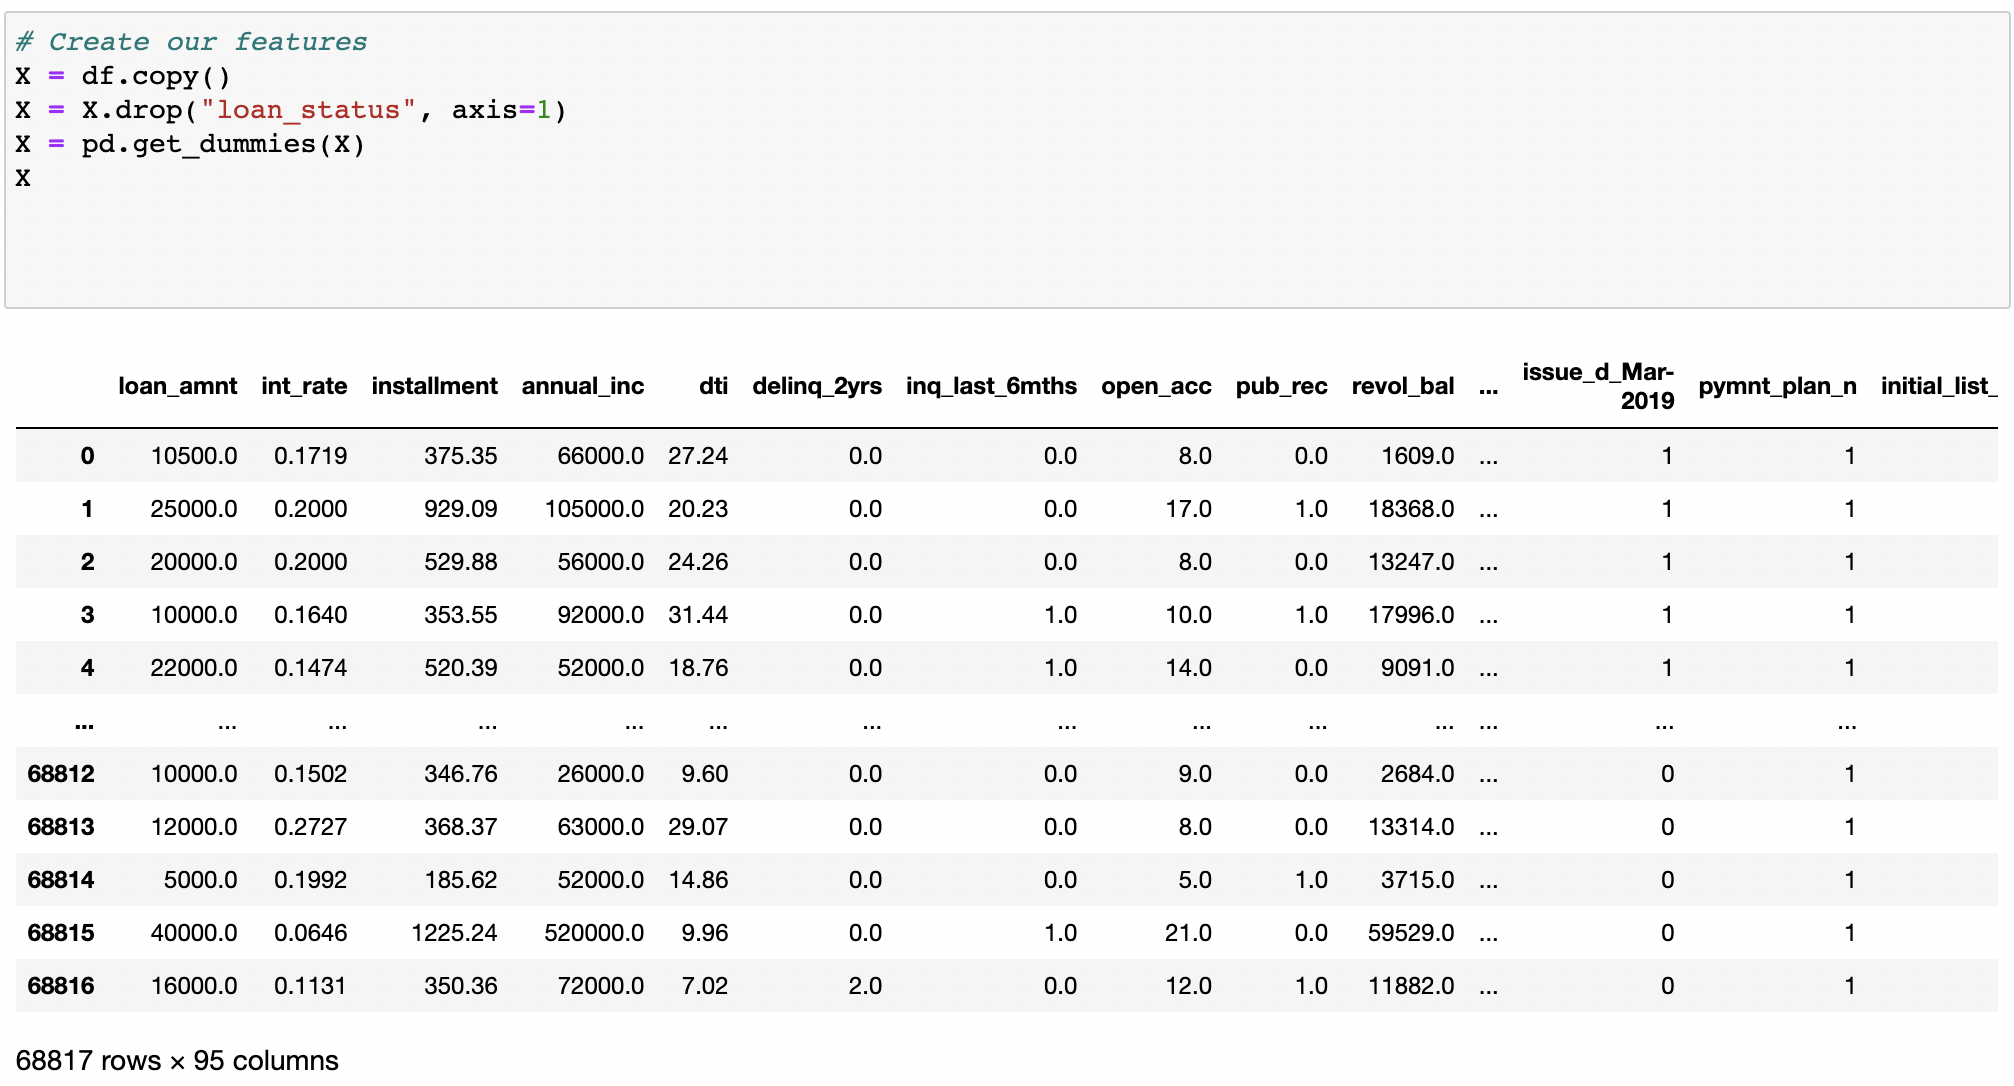 # Create our features
X = df.copy()
X = X.drop("loan_status", axis=1)
X = pd.get_dummies(X)
X
loan_amnt int_rate installment annual_inc dti delinq_2yrs inq_last_6mths open_acc pub_rec revol_bal ... issue_d_Mar-2019 pymnt_plan_n initial_list_
0 10500.0 0.1719 375.35 66000.0 27.24 0.0 0.0 8.0 0.0 1609.0 ... 1 1
1 25000.0 0.2000 929.09 105000.0 20.23 0.0 0.0 17.0 1.0 18368.0 ... 1 1
2 20000.0 0.2000 529.88 56000.0 24.26 0.0 0.0 8.0 0.0 13247.0 ... 1 1
3 10000.0 0.1640 353.55 92000.0 31.44 0.0 1.0 10.0 1.0 17996.0 ... 1 1
4 22000.0 0.1474 520.39 52000.0 18.76 0.0 1.0 14.0 0.0 9091.0 ... 1 1
... ... ... ... ... ... ... ... ... ... ... ... ... ...
68812 10000.0 0.1502 346.76 26000.0 9.60 0.0 0.0 9.0 0.0 2684.0 ... 0 1
68813 12000.0 0.2727 368.37 63000.0 29.07 0.0 0.0 8.0 0.0 13314.0 ... 0 1
68814 5000.0 0.1992 185.62 52000.0 14.86 0.0 0.0 5.0 1.0 3715.0 ... 0 1
68815 40000.0 0.0646 1225.24 520000.0 9.96 0.0 1.0 21.0 0.0 59529.0 ... 0 1
68816 16000.0 0.1131 350.36 72000.0 7.02 2.0 0.0 12.0 1.0 11882.0 ... 0 1
68817 rows × 95 columns